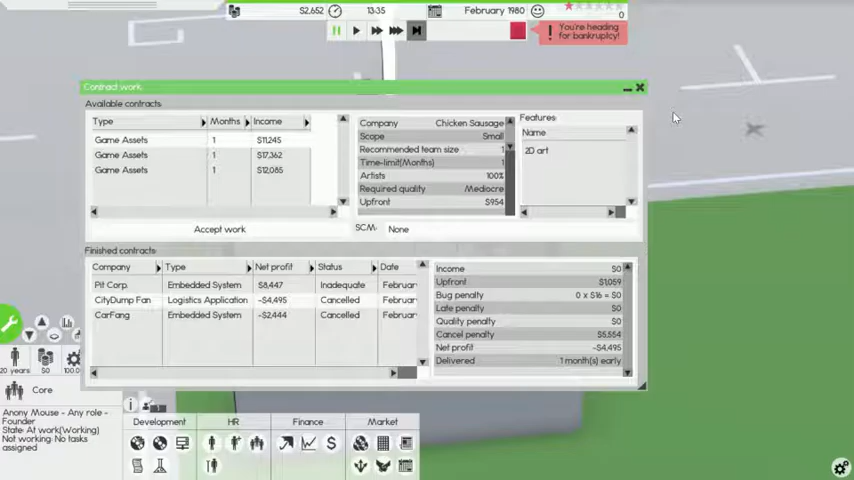 $2,652
13:35
February 1980
0
You're heading
for bankruptcy!
Contract work
Available contracts
Type Months Income
Game Assets 1 $11,245
Game Assets 1 $17,362
Game Assets 1 $12,085
Company Chicken Sausage
Scope Small
Recommended team size 1
Time-limit(Months) 1
Artists 100%
Required quality Mediocre
Upfront $954
Features
Name
2D art
Accept work
SCM: None
Finished contracts
Company Type Net profit Status Date
Pit Corp. Embedded System $8,447 Inadequate February
CityDump Fan Logistics Application -$4,495 Cancelled February
CarFang Embedded System -$2,444 Cancelled February
Income $0
Upfront $1,059
Bug penalty 0 x $16 = $0
Late penalty $0
Quality penalty $0
Cancel penalty $5,554
Net profit -$4,495
Delivered 1 month(s) early
20 years
$0
100.0
Core
Anony Mouse - Any role -
Founder
State: At work(Working)
Not working: No tasks
assigned
Development
HR
Finance
Market